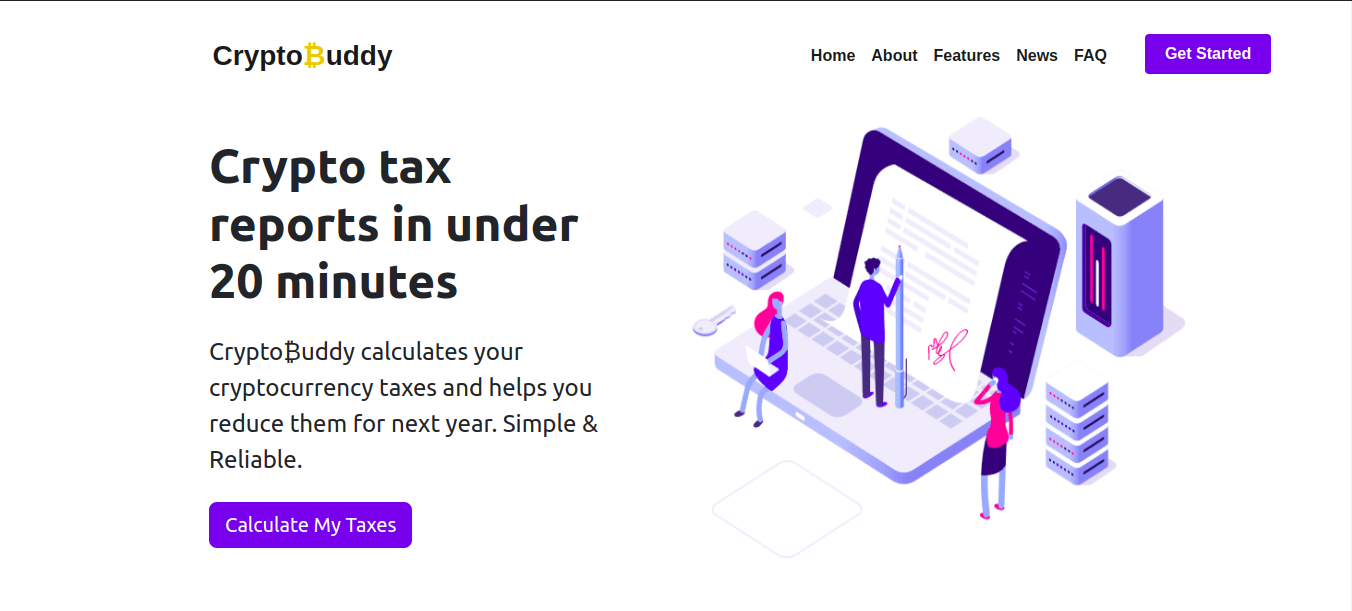 Crypto₿uddy
Home About Features News FAQ Get Started
Crypto tax
reports in under
20 minutes
Crypto₿uddy calculates your
cryptocurrency taxes and helps you
reduce them for next year. Simple &
Reliable.
Calculate My Taxes